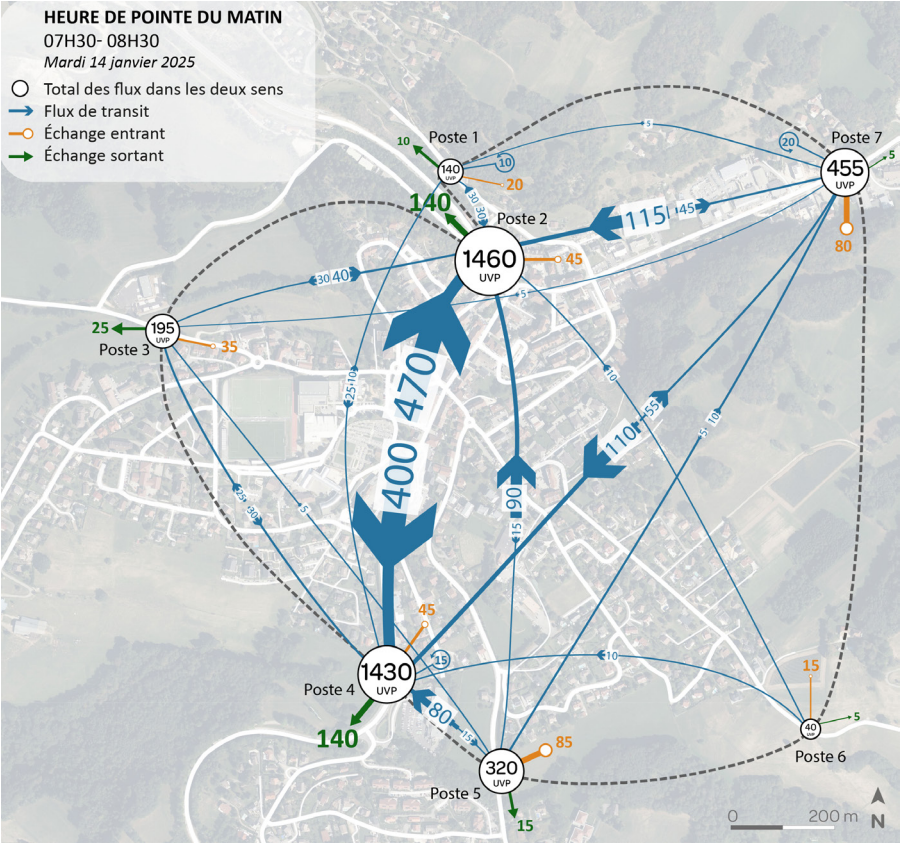 HEURE DE POINTE DU MATIN
07H30- 08H30
Mardi 14 janvier 2025
Total des flux dans les deux sens
Flux de transit
Échange entrant
Échange sortant
Poste 1
10
140
UVP
10
20
5
20
Poste 7
5
455
UVP
80
30
30
140
Poste 2
1460
UVP
45
115
45
30
40
5
25
195
UVP
35
Poste 3
25
10
470
400
10
110
55
5
10
25
30
5
90
15
45
15
1430
UVP
Poste 4
140
80
15
10
15
5
40
UVP
Poste 6
85
320
UVP
Poste 5
15
0
200 m
N